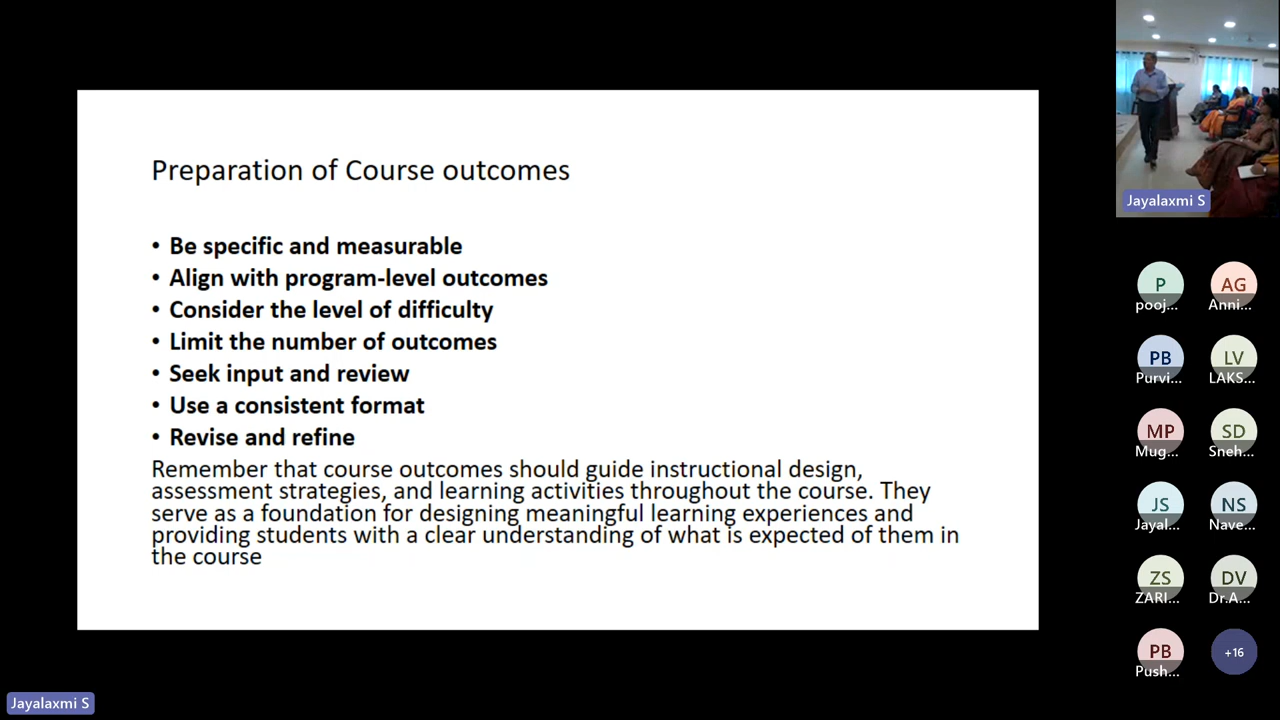 Preparation of Course outcomes
• Be specific and measurable
• Align with program-level outcomes
• Consider the level of difficulty
• Limit the number of outcomes
• Seek input and review
• Use a consistent format
• Revise and refine
Remember that course outcomes should guide instructional design,
assessment strategies, and learning activities throughout the course. They
serve as a foundation for designing meaningful learning experiences and
providing students with a clear understanding of what is expected of them in
the course
Jayalaxmi S
P
pooj...
AG
Anni...
PB
Purvi...
LV
LAKS...
MP
Mug...
SD
Sneh...
JS
Jayal...
NS
Nave...
ZS
ZARI...
DV
Dr.A...
PB
Push...
+16
Jayalaxmi S